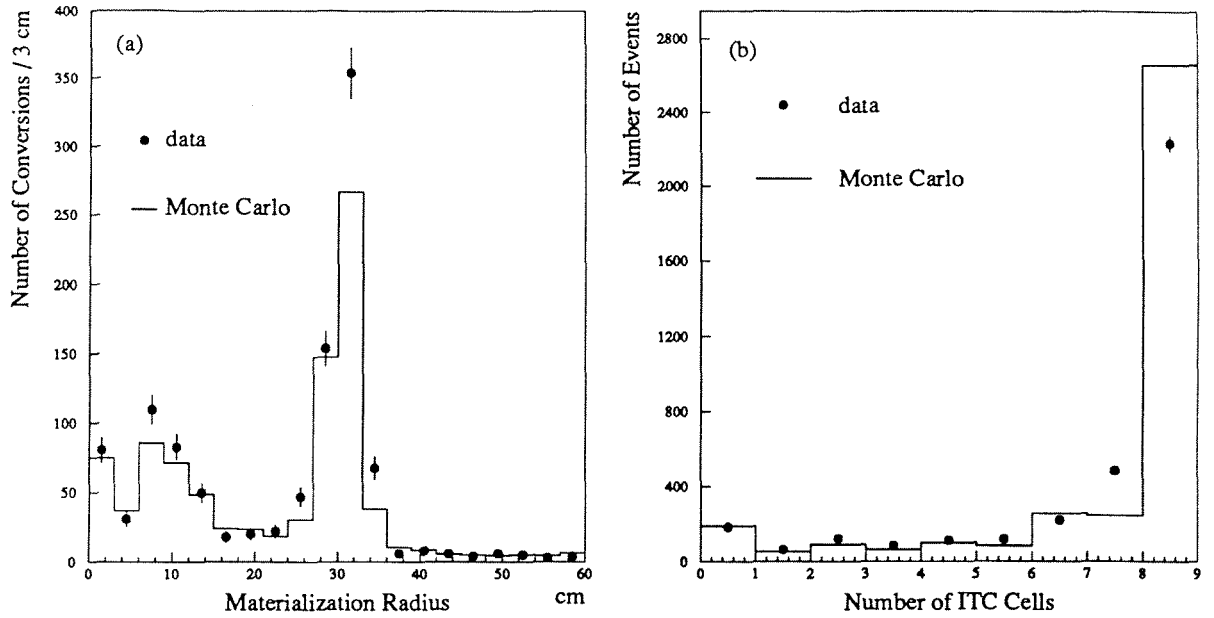 (a)
Number of Conversions / 3 cm
400
350
300
250
200
150
100
50
0
data
Monte Carlo
0 10 20 30 40 50 60
Materialization Radius cm
(b)
Number of Events
2800
2400
2000
1600
1200
800
400
0
data
Monte Carlo
0 1 2 3 4 5 6 7 8 9
Number of ITC Cells